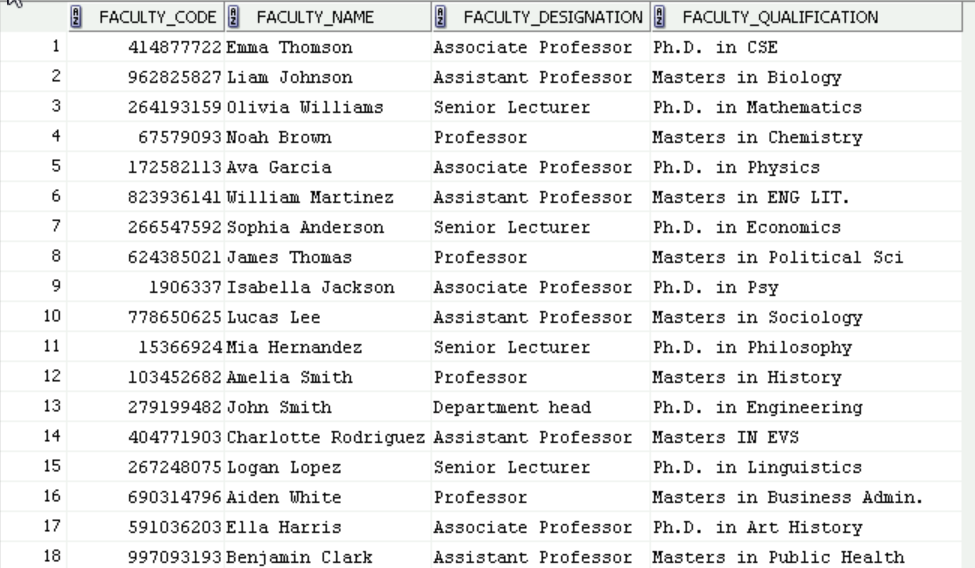 FACULTY_CODE FACULTY_NAME FACULTY_DESIGNATION FACULTY_QUALIFICATION
1 414877722 Emma Thomson Associate Professor Ph.D. in CSE
2 962825827 Liam Johnson Assistant Professor Masters in Biology
3 264193159 Olivia Williams Senior Lecturer Ph.D. in Mathematics
4 67579093 Noah Brown Professor Masters in Chemistry
5 172582113 Ava Garcia Associate Professor Ph.D. in Physics
6 823936141 William Martinez Assistant Professor Masters in ENG LIT.
7 266547592 Sophia Anderson Senior Lecturer Ph.D. in Economics
8 624385021 James Thomas Professor Masters in Political Sci
9 1906337 Isabella Jackson Associate Professor Ph.D. in Psy
10 778650625 Lucas Lee Assistant Professor Masters in Sociology
11 15366924 Mia Hernandez Senior Lecturer Ph.D. in Philosophy
12 103452682 Amelia Smith Professor Masters in History
13 279199482 John Smith Department head Ph.D. in Engineering
14 404771903 Charlotte Rodriguez Assistant Professor Masters IN EVS
15 267248075 Logan Lopez Senior Lecturer Ph.D. in Linguistics
16 690314796 Aiden White Professor Masters in Business Admin.
17 591036203 Ella Harris Associate Professor Ph.D. in Art History
18 997093193 Benjamin Clark Assistant Professor Masters in Public Health